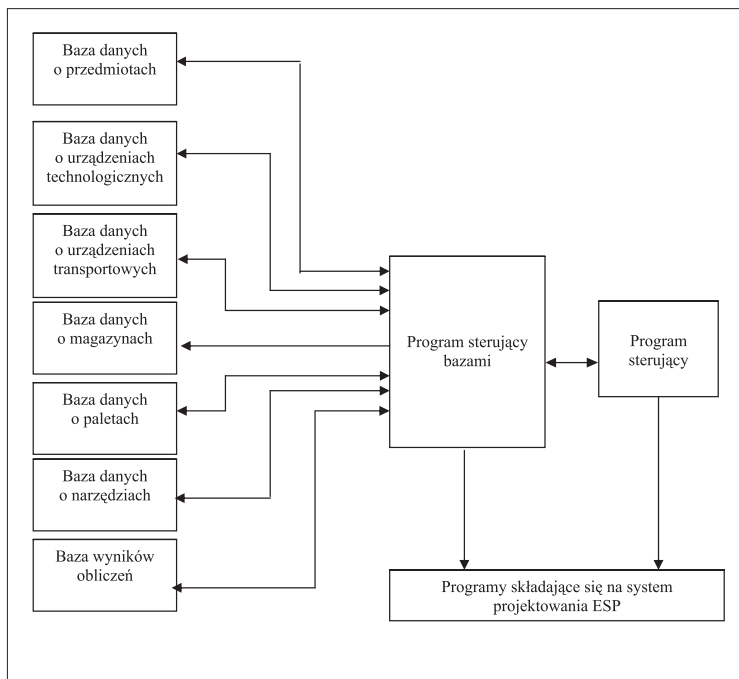 Baza danych
o przedmiotach
Baza danych
o urządzeniach
technologicznych
Baza danych
o urządzeniach
transportowych
Baza danych
o magazynach
Baza danych
o paletach
Baza danych
o narzędziach
Baza wyników
obliczeń
Program sterujący
bazami
Program
sterujący
Programy składające się na system
projektowania ESP